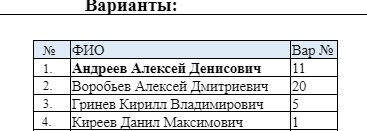 Варианты:
№ ФИО Вар №
1. Андреев Алексей Денисович 11
2. Воробьев Алексей Дмитриевич 20
3. Гринев Кирилл Владимирович 5
4. Киреев Данил Максимович 1